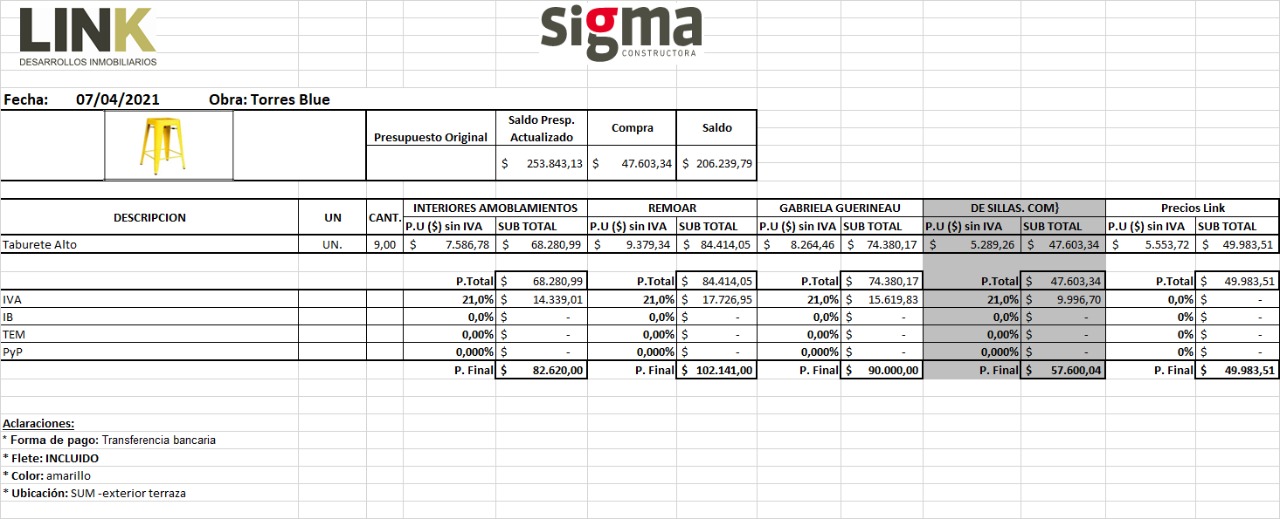 LINK
DESARROLLOS INMOBILIARIOS
sigma
CONSTRUCTORA
Fecha: 07/04/2021 Obra: Torres Blue
Presupuesto Original Saldo Presp. Actualizado Compra Saldo
$ 253.843,13 $ 47.603,34 $ 206.239,79
DESCRIPCION UN CANT. INTERIORES AMOBLAMIENTOS REMOAR GABRIELA GUERINEAU DE SILLAS. COM} Precios Link
P.U ($) sin IVA SUB TOTAL P.U ($) sin IVA SUB TOTAL P.U ($) sin IVA SUB TOTAL P.U ($) sin IVA SUB TOTAL P.U ($) sin IVA SUB TOTAL
Taburete Alto UN. 9,00 $ 7.586,78 $ 68.280,99 $ 9.379,34 $ 84.414,05 $ 8.264,46 $ 74.380,17 $ 5.289,26 $ 47.603,34 $ 5.553,72 $ 49.983,51
P.Total $ 68.280,99 P.Total $ 84.414,05 P.Total $ 74.380,17 P.Total $ 47.603,34 P.Total $ 49.983,51
IVA 21,0% $ 14.339,01 21,0% $ 17.726,95 21,0% $ 15.619,83 21,0% $ 9.996,70 0,0% $ -
IB 0,0% $ - 0,0% $ - 0,0% $ - 0,0% $ - 0% $ -
TEM 0,00% $ - 0,00% $ - 0,00% $ - 0,00% $ - 0% $ -
PyP 0,000% $ - 0,000% $ - 0,000% $ - 0,000% $ - 0% $ -
P. Final $ 82.620,00 P. Final $ 102.141,00 P. Final $ 90.000,00 P. Final $ 57.600,04 P. Final $ 49.983,51
Aclaraciones:
* Forma de pago: Transferencia bancaria
* Flete: INCLUIDO
* Color: amarillo
* Ubicación: SUM -exterior terraza